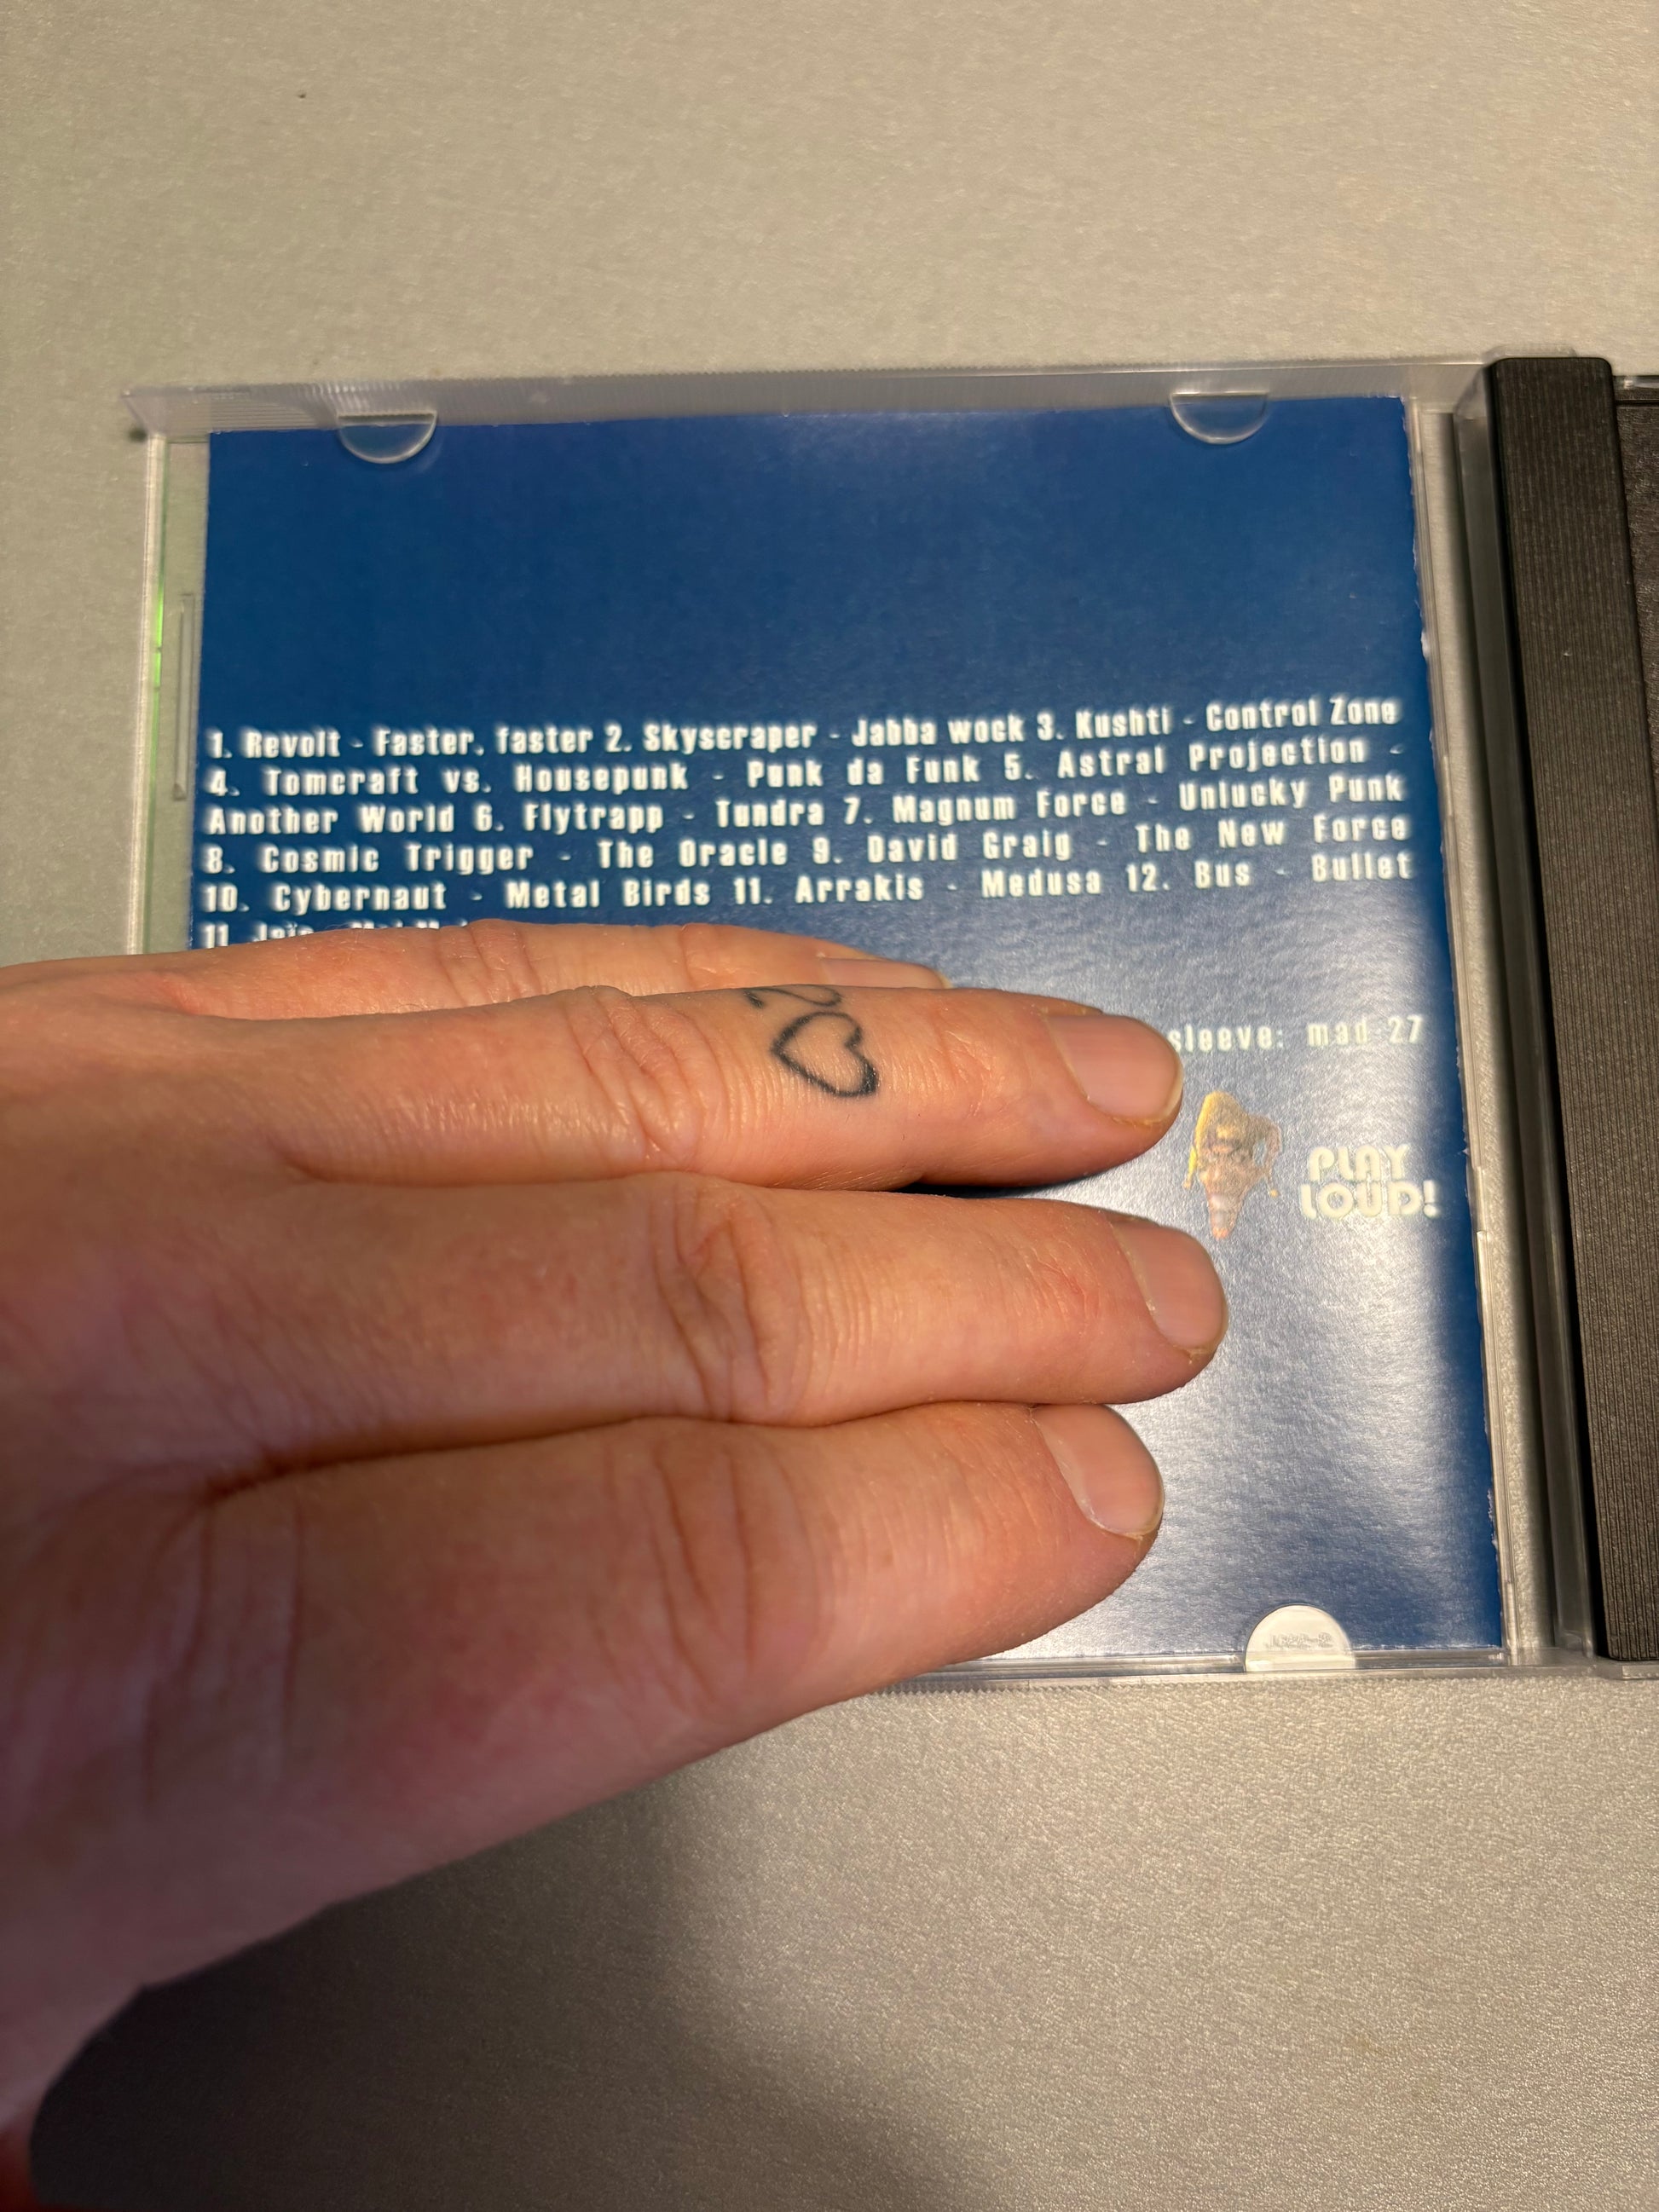 1. Revolt - Faster, faster 2. Skyscraper - Jabba wock 3. Kushti - Control Zone
4. Tomcraft vs. Housepunk - Punk da Funk 5. Astral Projection -
Another World 6. Flytrapp - Tundra 7. Magnum Force - Unlucky Punk
8. Cosmic Trigger - The Oracle 9. David Graig - The New Force
10. Cybernaut - Metal Birds 11. Arrakis - Medusa 12. Bus - Bullet
11.
sleeve: mad 27
PLAY
LOUD!